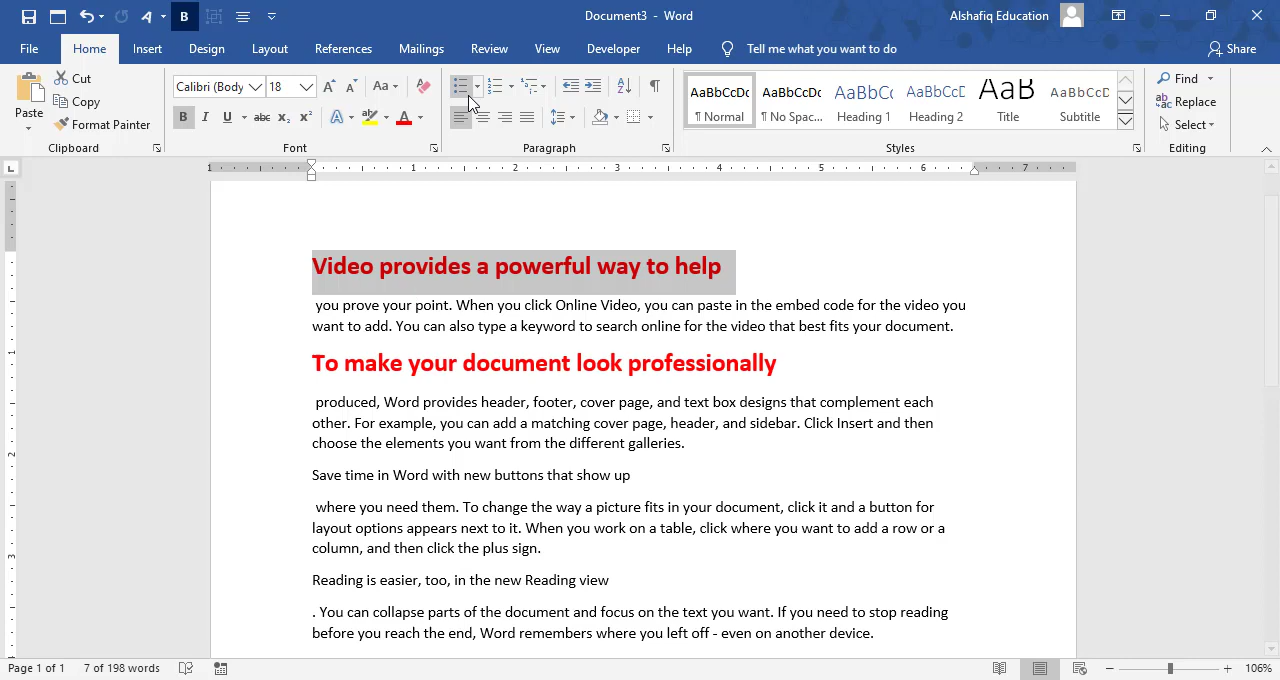 Document3 - Word
Alshafiq Education
File Home Insert Design Layout References Mailings Review View Developer Help Tell me what you want to do Share
Paste
Cut
Copy
Format Painter
Clipboard
Calibri (Body 18
Font
Paragraph
AaBbCcDc AaBbCcDc AaBbCc AaBbCcD AaB AaBbCcD
¶ Normal ¶ No Spac... Heading 1 Heading 2 Title Subtitle
Styles
Find
Replace
Select
Editing
1 1 2 3 4 5 6 7
Video provides a powerful way to help
you prove your point. When you click Online Video, you can paste in the embed code for the video you
want to add. You can also type a keyword to search online for the video that best fits your document.
To make your document look professionally
produced, Word provides header, footer, cover page, and text box designs that complement each
other. For example, you can add a matching cover page, header, and sidebar. Click Insert and then
choose the elements you want from the different galleries.
Save time in Word with new buttons that show up
where you need them. To change the way a picture fits in your document, click it and a button for
layout options appears next to it. When you work on a table, click where you want to add a row or a
column, and then click the plus sign.
Reading is easier, too, in the new Reading view
. You can collapse parts of the document and focus on the text you want. If you need to stop reading
before you reach the end, Word remembers where you left off - even on another device.
Page 1 of 1 7 of 198 words 106%